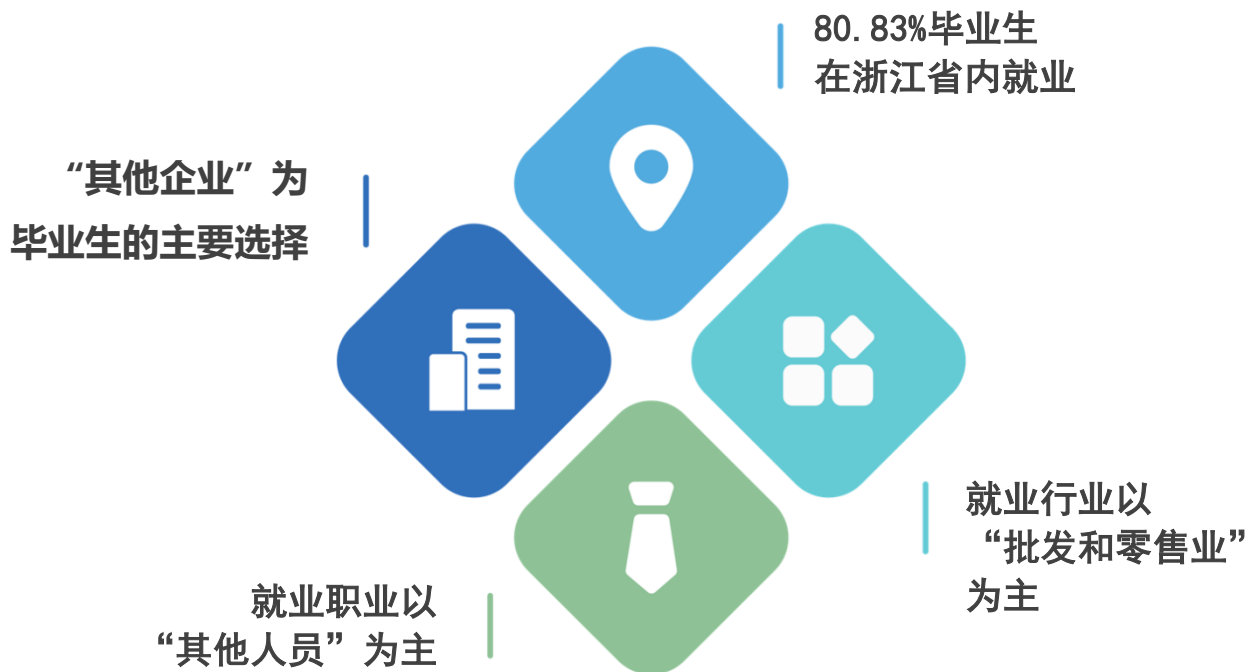 80.83%毕业生
在浙江省内就业
“其他企业”为
毕业生的主要选择
就业行业以
“批发和零售业”
为主
就业职业以
“其他人员”为主